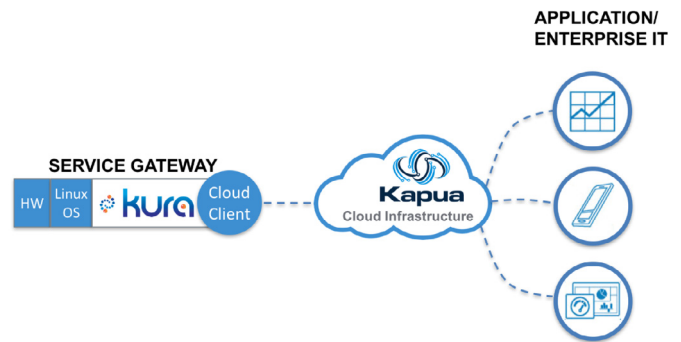 APPLICATION/
ENTERPRISE IT
SERVICE GATEWAY
HW
Linux
OS
kura
Cloud
Client
Kapua
Cloud Infrastructure